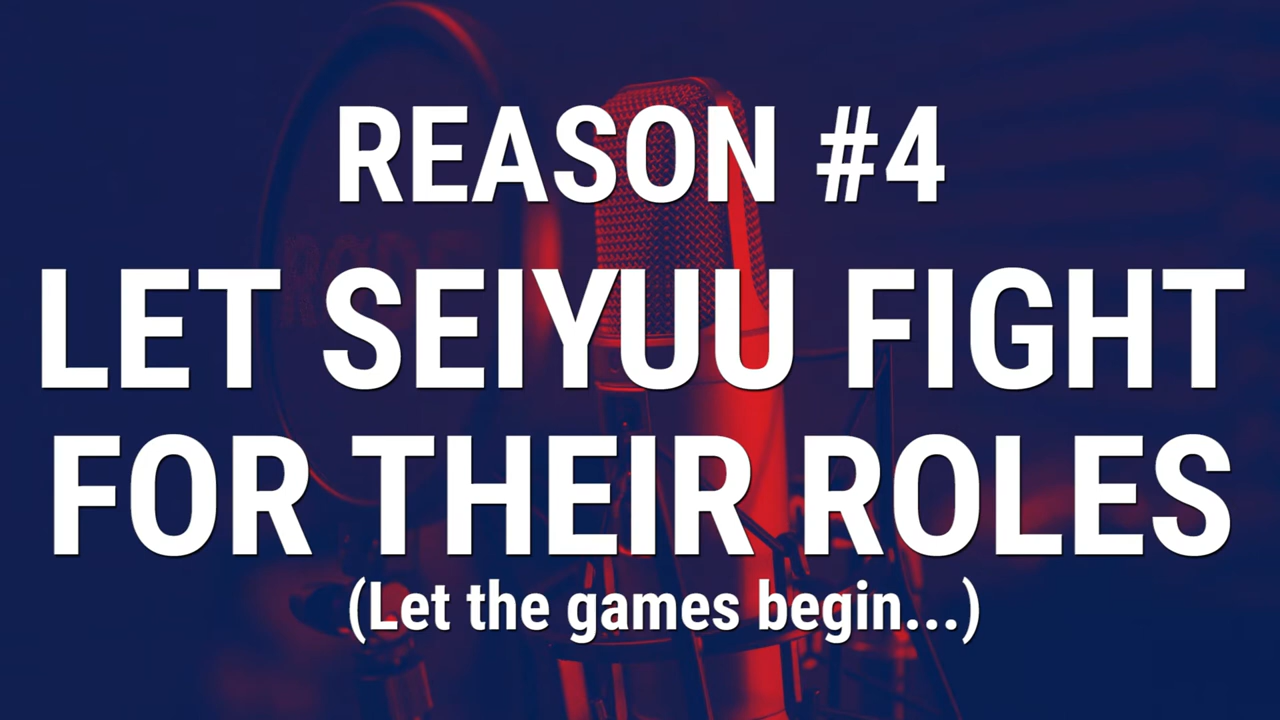 REASON #4
LET SEIYUU FIGHT
FOR THEIR ROLES
(Let the games begin...)